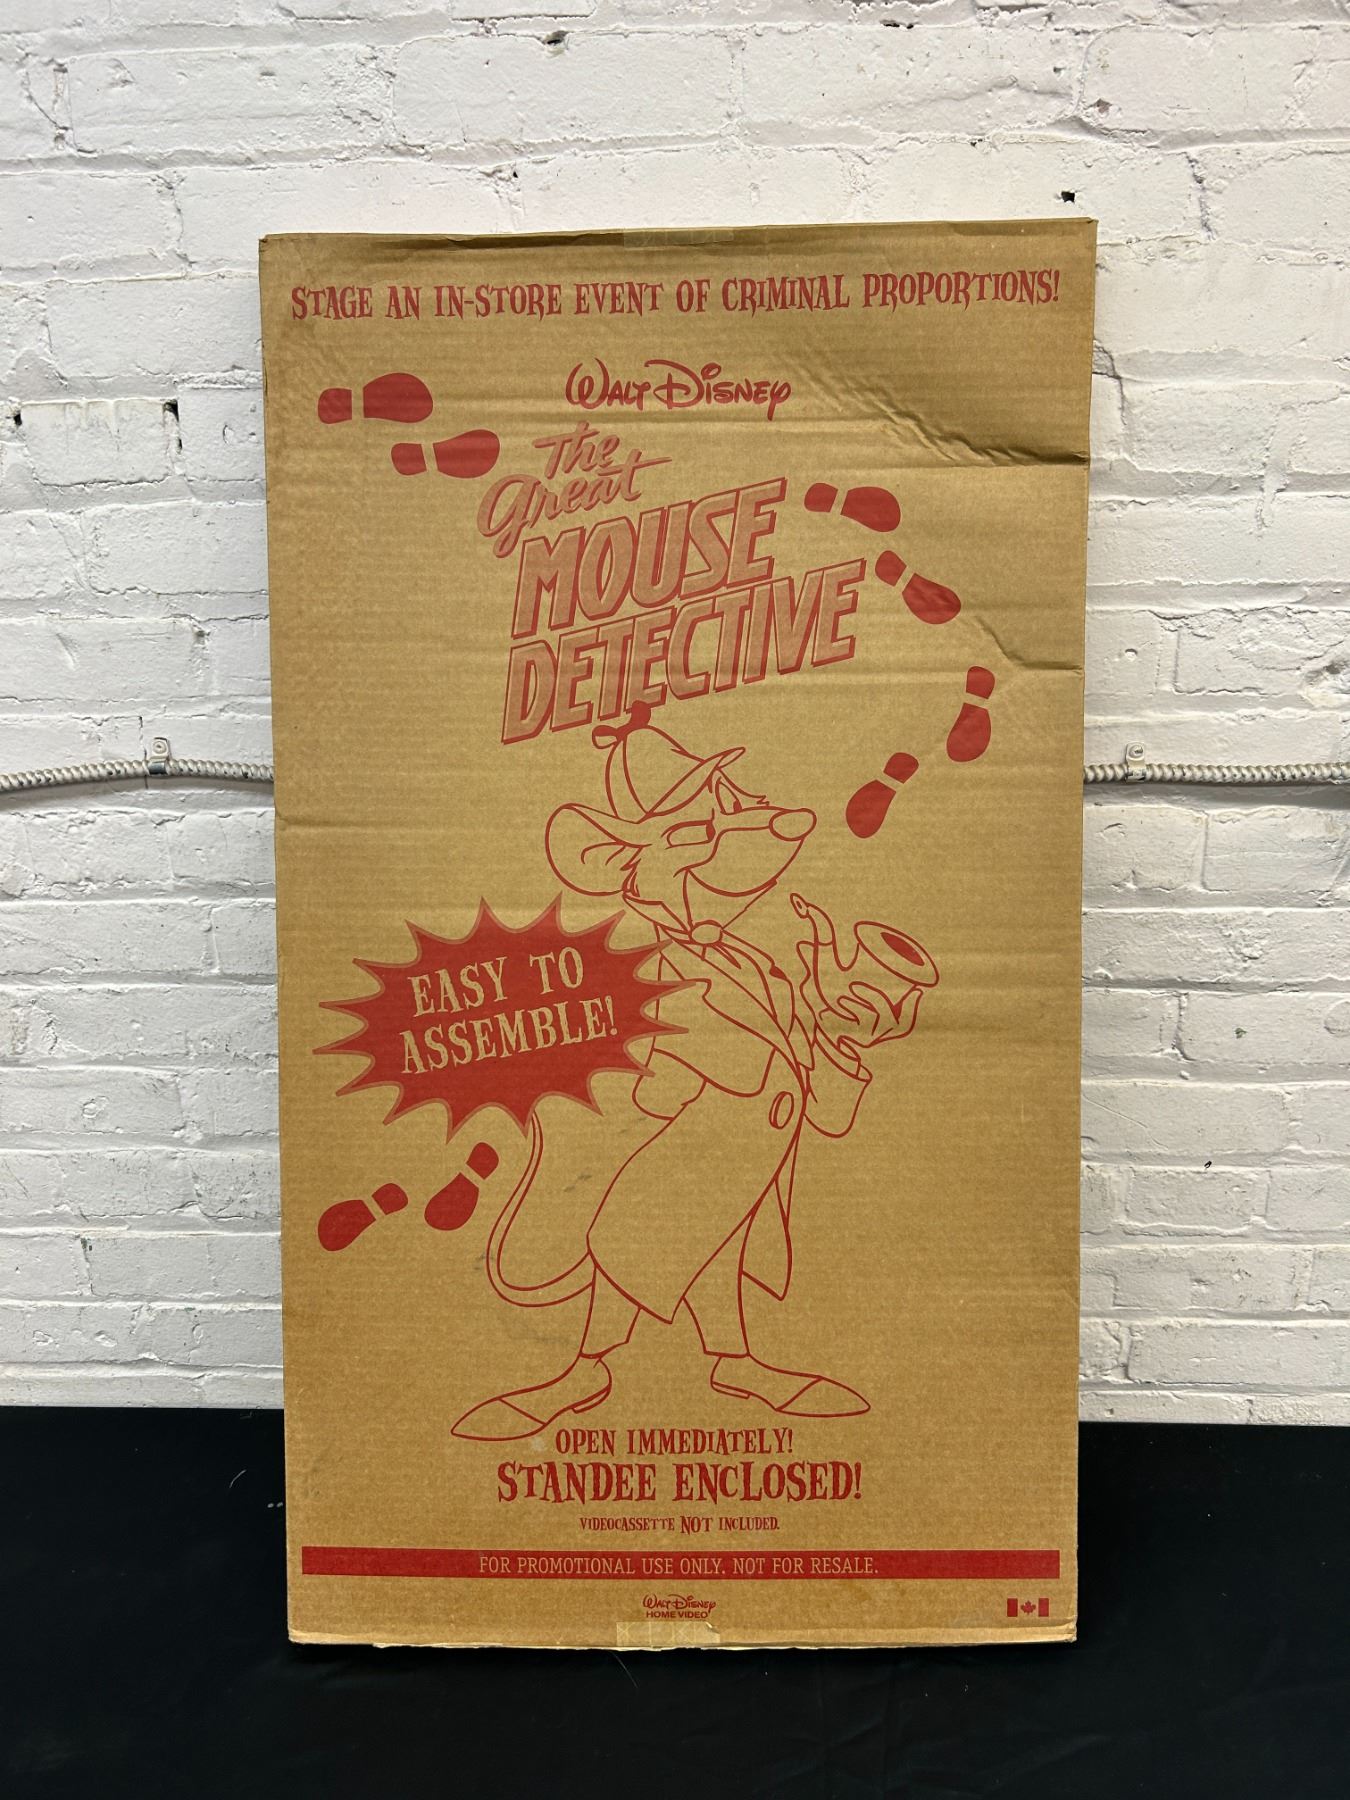 STAGE AN IN-STORE EVENT OF CRIMINAL PROPORTIONS!
WALT DISNEY
The
Great
MOUSE
DETECTIVE
EASY TO
ASSEMBLE!
OPEN IMMEDIATELY!
STANDEE ENCLOSED!
VIDEOCASSETTE NOT INCLUDED.
FOR PROMOTIONAL USE ONLY. NOT FOR RESALE.
WALT DISNEY
HOME VIDEO